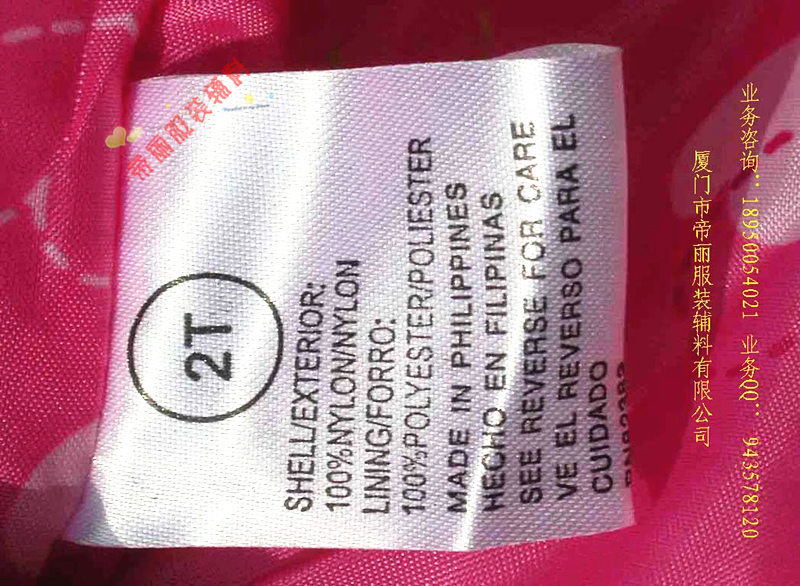 帝丽服装辅料
2T
SHELL/EXTERIOR:
100%NYLON/NYLON
LINING/FORRO:
100%POLYESTER/POLIESTER
MADE IN PHILIPPINES
HECHO EN FILIPINAS
SEE REVERSE FOR CARE
VE EL REVERSO PARA EL
CUIDADO
厦门市帝丽服装辅料有限公司
业务咨询：18950054021 业务QQ：943578120